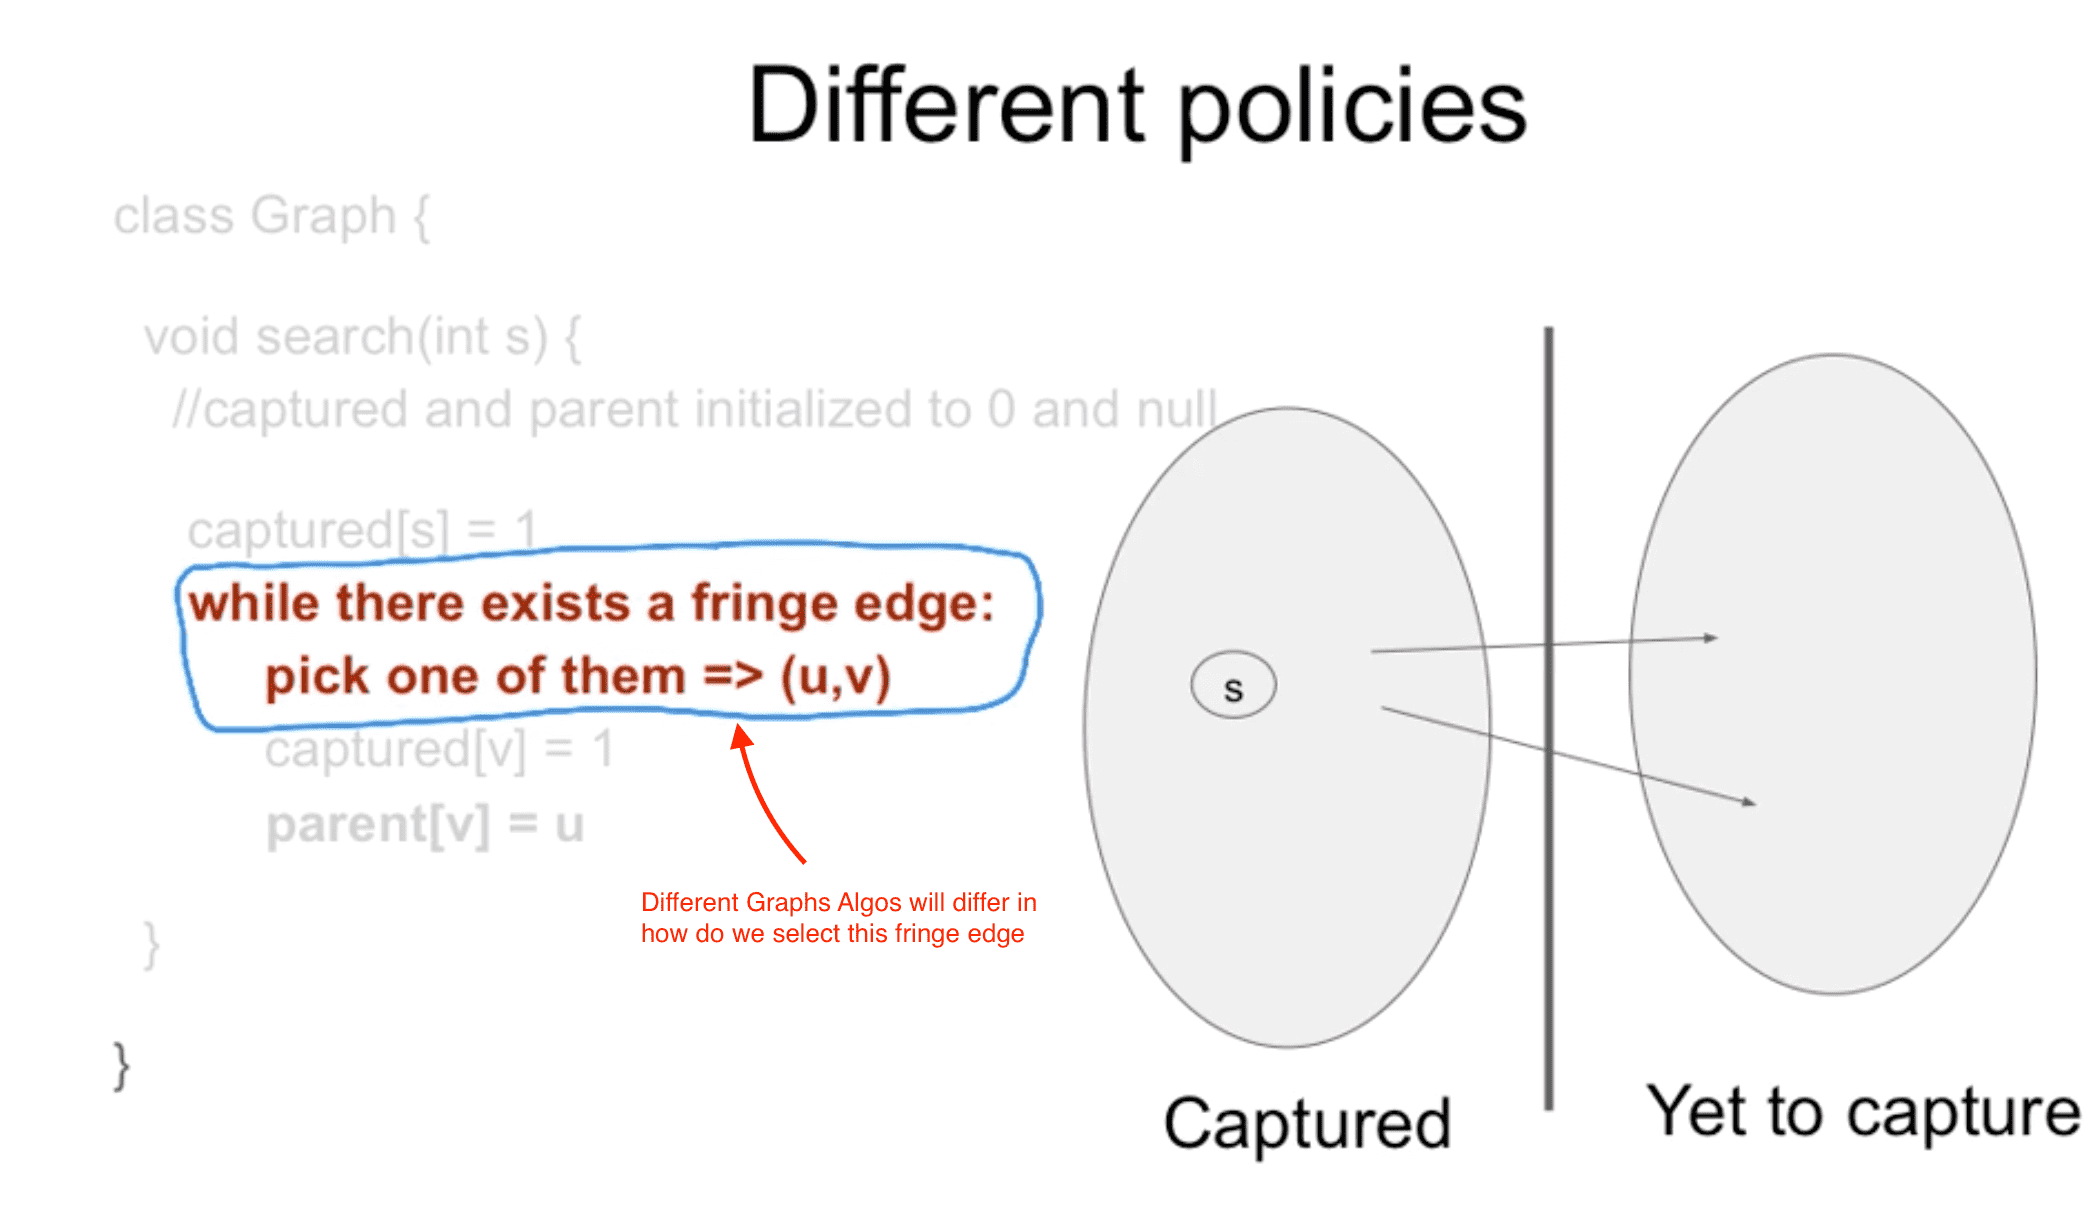 Different policies
class Graph {
void search(int s) {
//captured and parent initialized to 0 and null
captured[s] = 1
while there exists a fringe edge:
pick one of them => (u,v)
captured[v] = 1
parent[v] = u
Different Graphs Algos will differ in
how do we select this fringe edge
}
}
s
Captured
Yet to capture